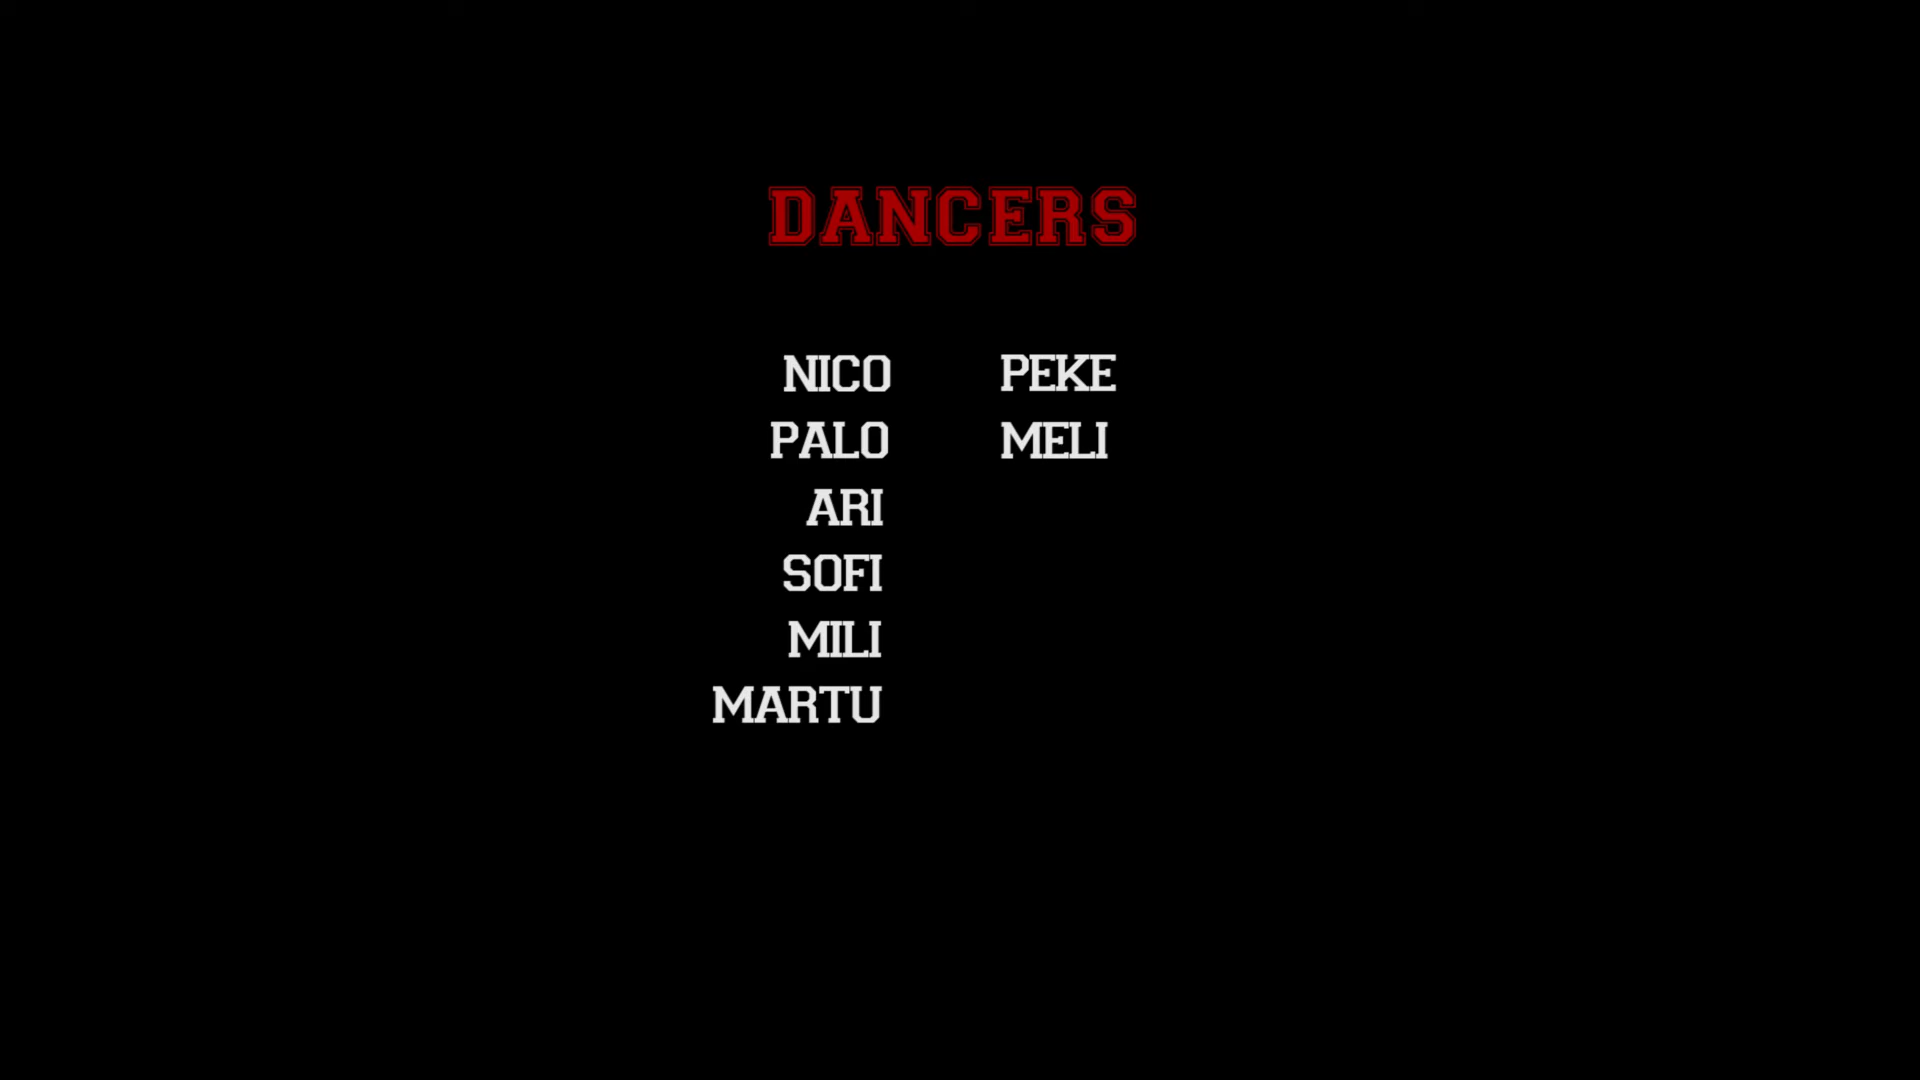 DANCERS
NICO
PALO
ARI
SOFI
MILI
MARTU
PEKE
MELI